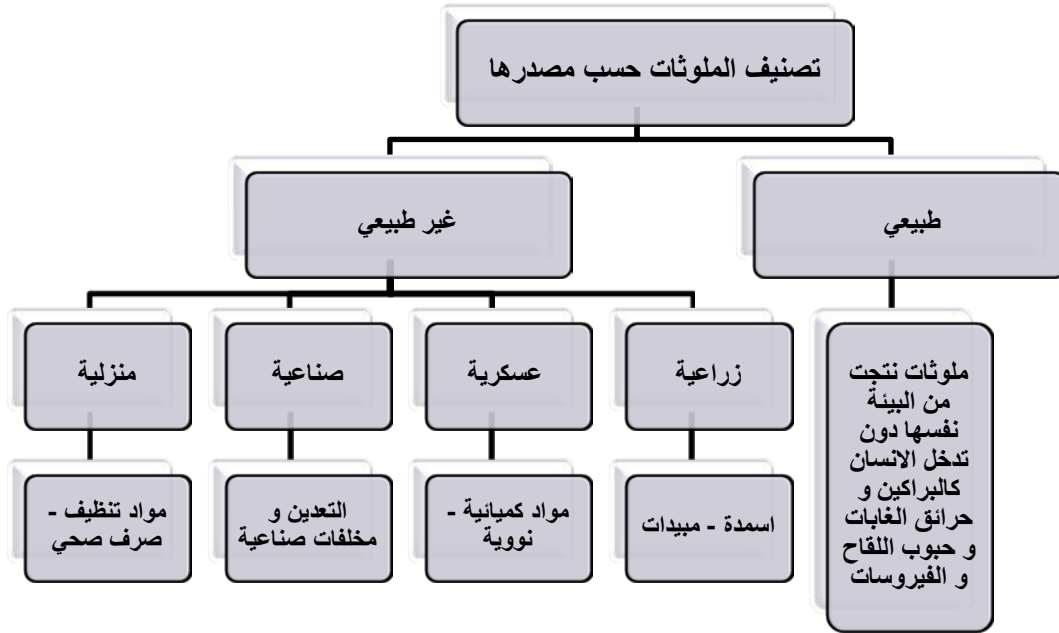 تصنيف الملوثات حسب مصدرها
طبيعي
غير طبيعي
ملوثات نتجت
من البيئة
نفسها دون
تدخل الانسان
كالبراكين و
حرائق الغابات
و حبوب اللقاح
و الفيروسات
زراعية
عسكرية
صناعية
منزلية
اسمدة - مبيدات
مواد كميائية -
نووية
التعدين و
مخلفات صناعية
مواد تنظيف -
صرف صحي